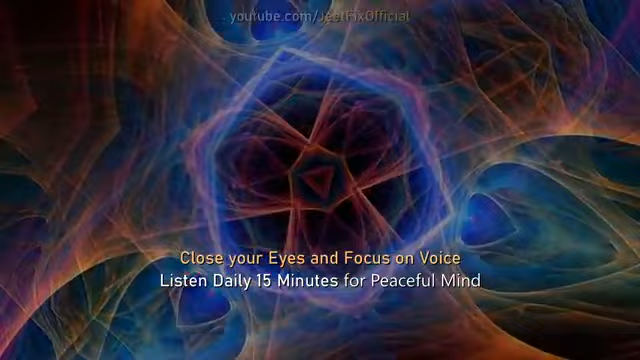 youtube.com/JeetFixOfficial
Close your Eyes and Focus on Voice
Listen Daily 15 Minutes for Peaceful Mind